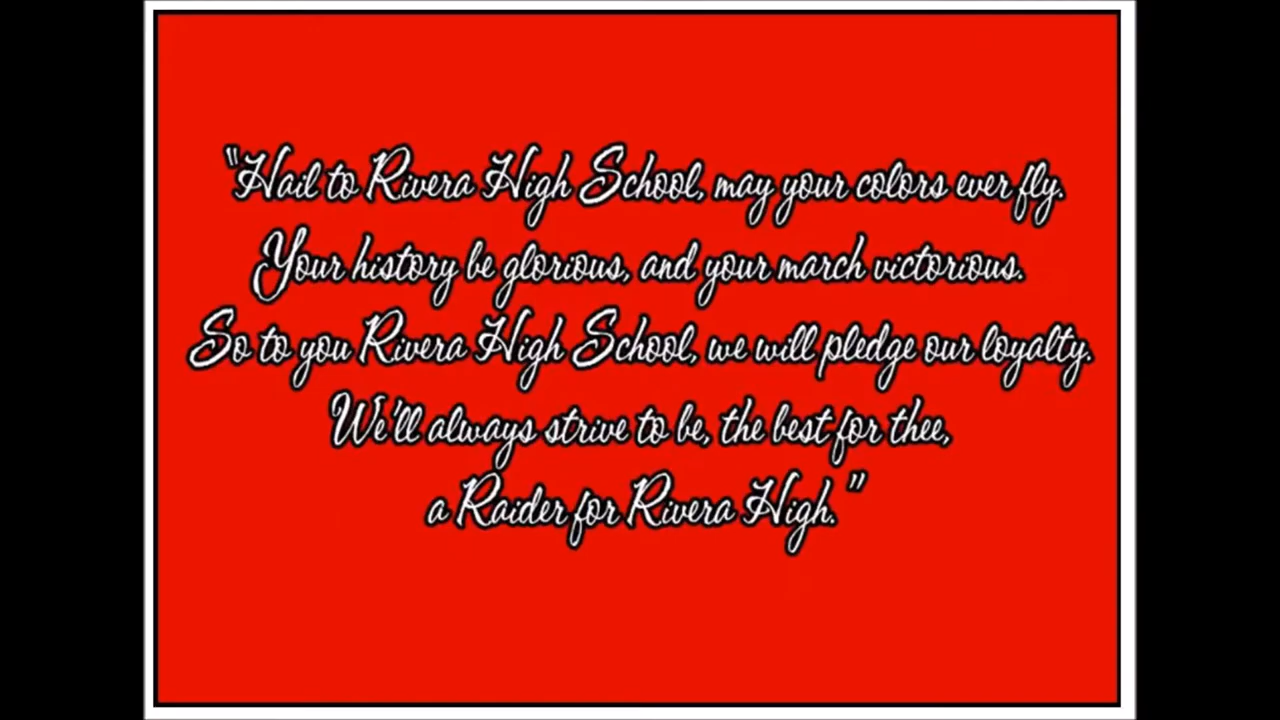 "Hail to Rivera High School, may your colors ever fly.
Your history be glorious, and your march victorious.
So to you Rivera High School, we will pledge our loyalty.
We'll always strive to be, the best for thee,
a Raider for Rivera High."